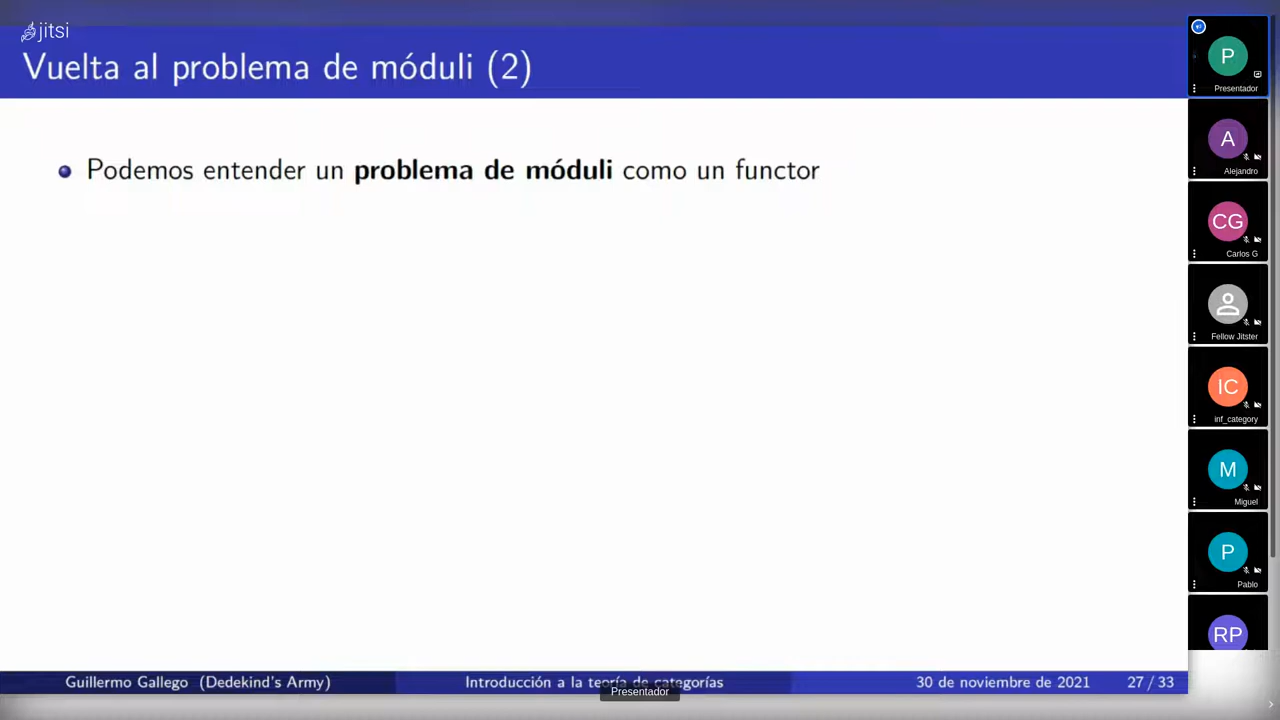 jitsi
Vuelta al problema de móduli (2)
Podemos entender un problema de móduli como un functor
P
Presentador
A
Alejandro
CG
Carlos G
Fellow Jitster
IC
inf_category
M
Miguel
P
Pablo
RP
Guillermo Gallego (Dedekind's Army)
Introducción a la teoría de categorías
30 de noviembre de 2021
27 / 33
Presentador